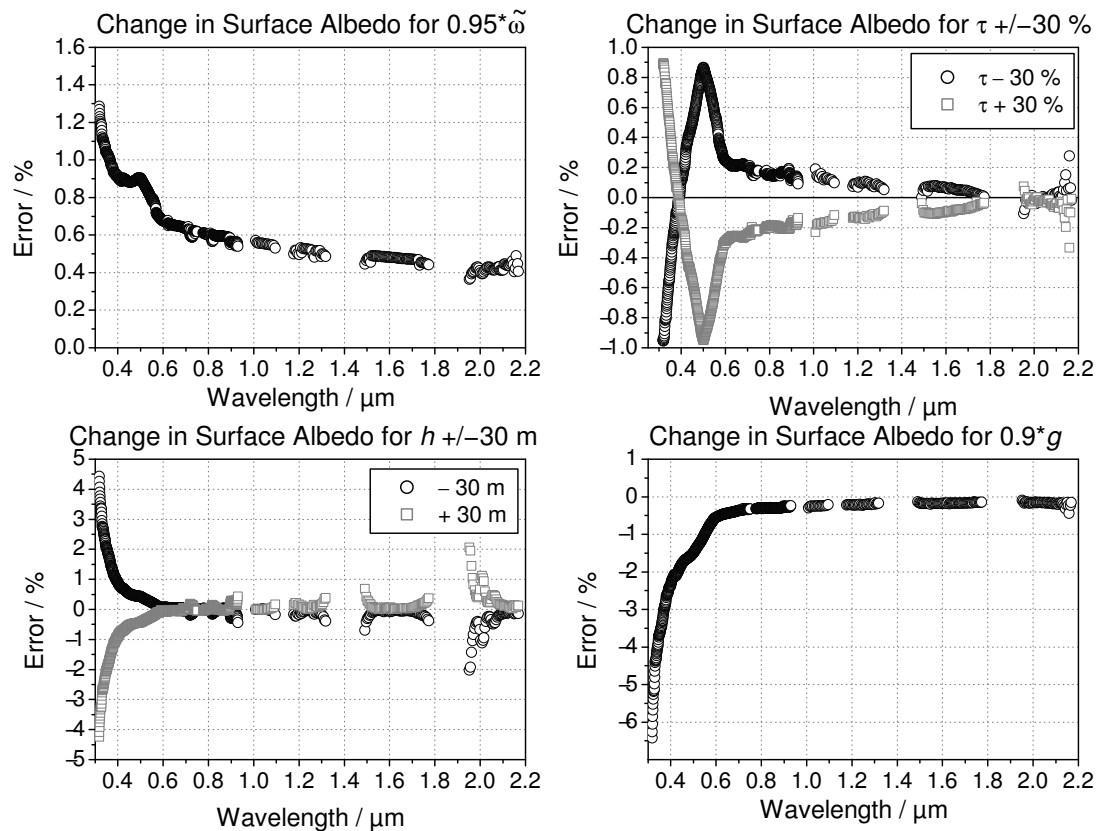 Change in Surface Albedo for 0.95*ω̃
1.6
1.4
1.2
1.0
0.8
0.6
0.4
0.2
0.0
Error / %
0.4 0.6 0.8 1.0 1.2 1.4 1.6 1.8 2.0 2.2
Wavelength / µm
Change in Surface Albedo for τ +/−30 %
1.0
0.8
0.6
0.4
0.2
0.0
−0.2
−0.4
−0.6
−0.8
−1.0
Error / %
τ − 30 %
τ + 30 %
0.4 0.6 0.8 1.0 1.2 1.4 1.6 1.8 2.0 2.2
Wavelength / µm
Change in Surface Albedo for h +/−30 m
5
4
3
2
1
0
−1
−2
−3
−4
−5
Error / %
− 30 m
+ 30 m
0.4 0.6 0.8 1.0 1.2 1.4 1.6 1.8 2.0 2.2
Wavelength / µm
Change in Surface Albedo for 0.9*g
1
0
−1
−2
−3
−4
−5
−6
Error / %
0.4 0.6 0.8 1.0 1.2 1.4 1.6 1.8 2.0 2.2
Wavelength / µm